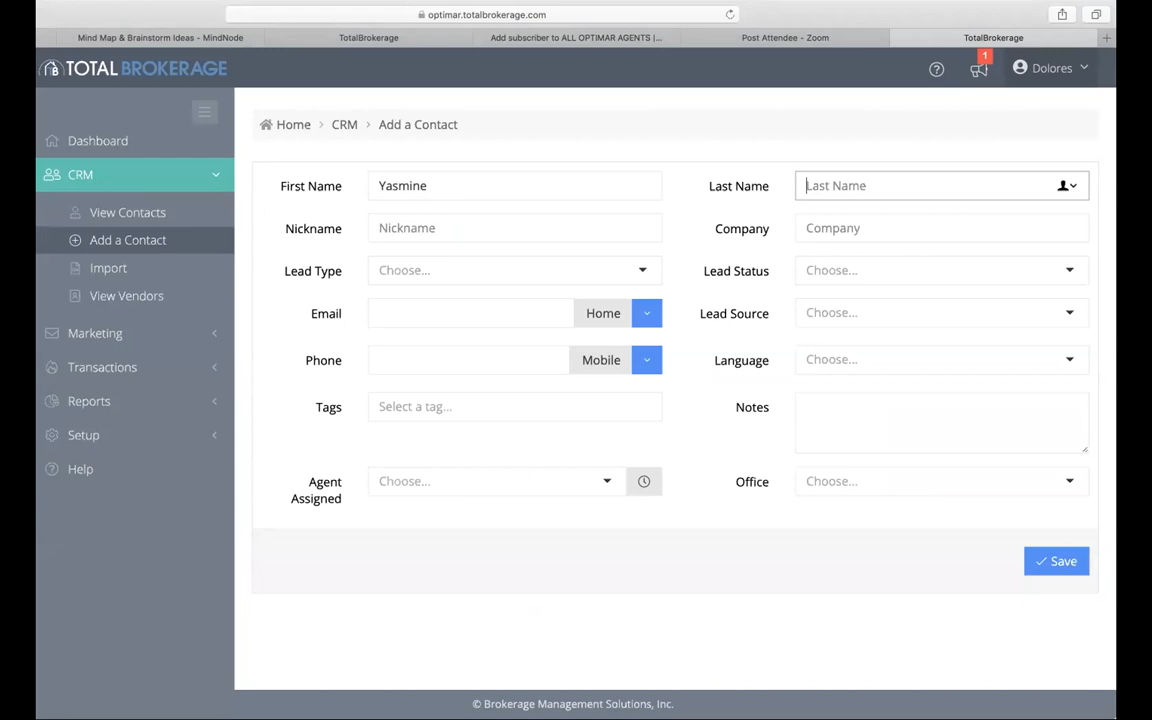 optimar.totalbrokerage.com
Mind Map & Brainstorm Ideas - MindNode
TotalBrokerage
Add subscriber to ALL OPTIMAR AGENTS |...
Post Attendee - Zoom
TotalBrokerage
TOTAL BROKERAGE
1
Dolores
Home > CRM > Add a Contact
Dashboard
CRM
View Contacts
Add a Contact
Import
View Vendors
Marketing
Transactions
Reports
Setup
Help
First Name Yasmine
Last Name Last Name
Nickname Nickname
Company Company
Lead Type Choose...
Lead Status Choose...
Email Home
Lead Source Choose...
Phone Mobile
Language Choose...
Tags Select a tag...
Notes
Agent Assigned Choose...
Office Choose...
Save
© Brokerage Management Solutions, Inc.